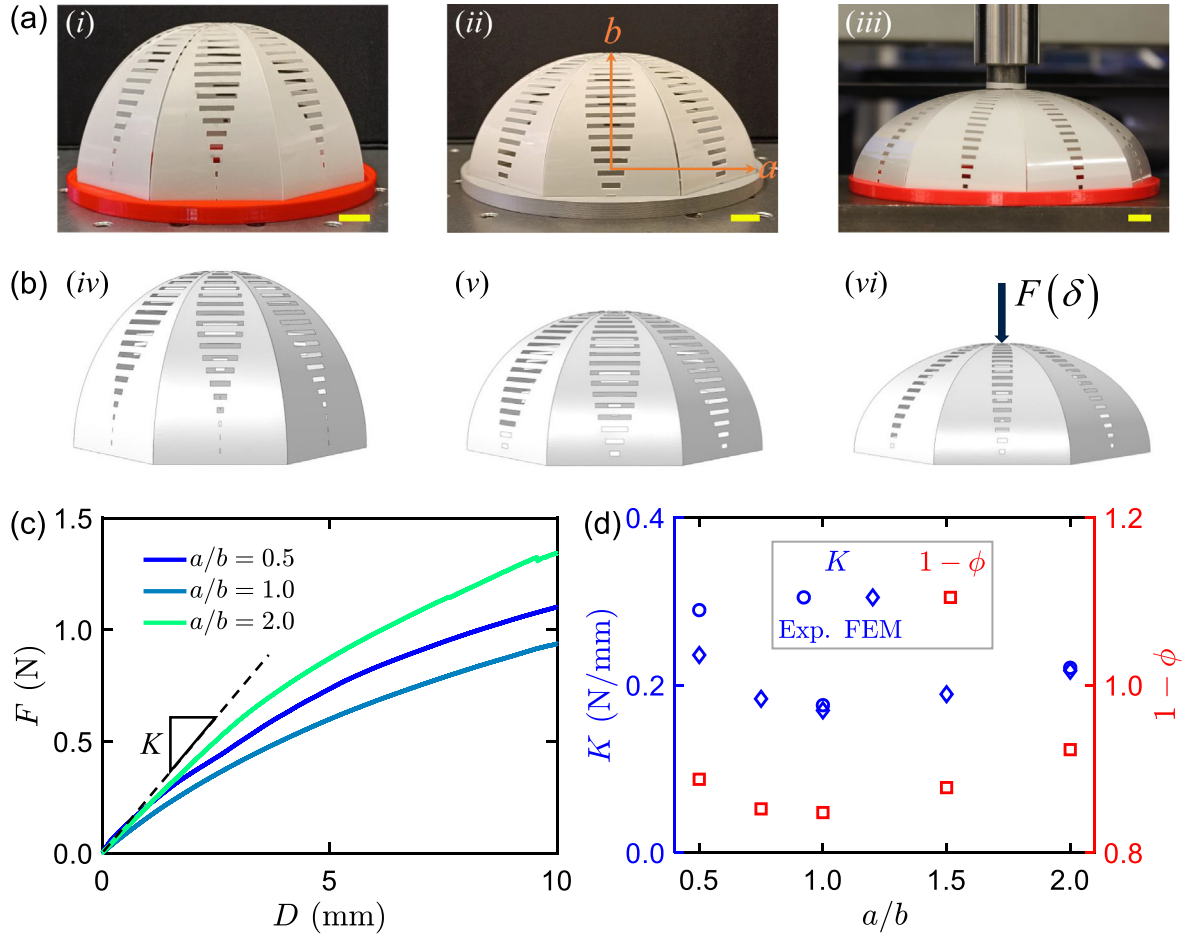 (a) (i) (ii) (iii)
b
a
(b) (iv) (v) (vi)
F(δ)
(c)
1.5
1.0
0.5
0.0
F (N)
a/b = 0.5
a/b = 1.0
a/b = 2.0
K
0 5 10
D (mm)
(d)
0.4
0.2
0.0
K (N/mm)
K 1 − ϕ
Exp. FEM
1.2
1.0
0.8
1 − ϕ
0.5 1.0 1.5 2.0
a/b